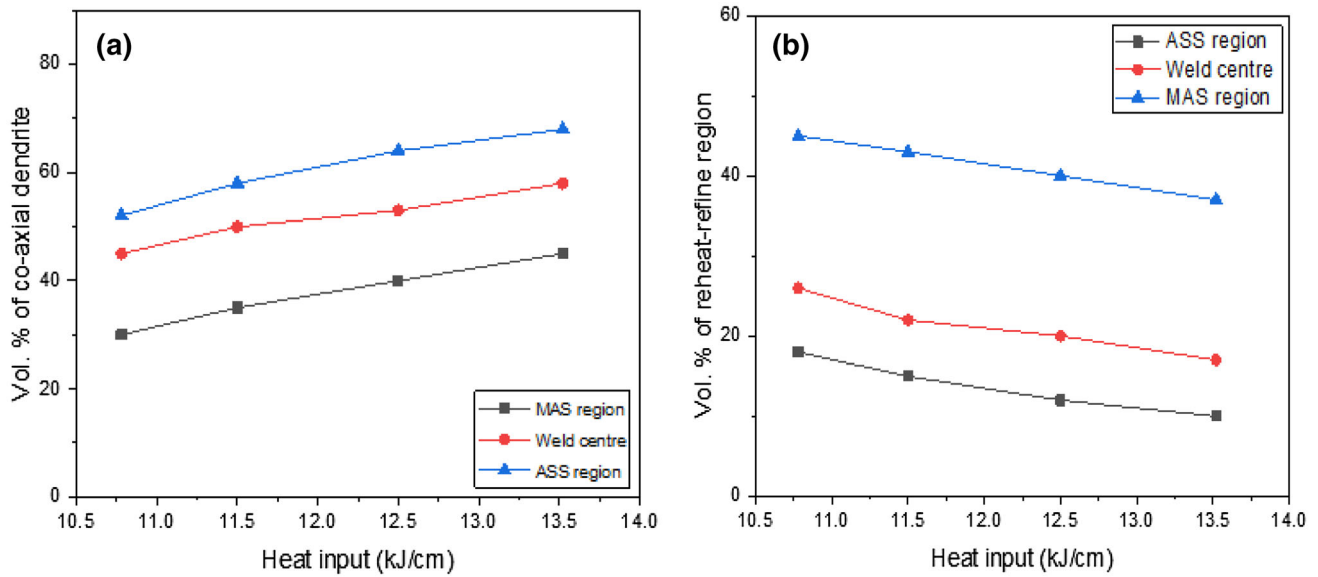 (a)
Vol. % of co-axial dendrite
80
60
40
20
0
MAS region
Weld centre
ASS region
10.5 11.0 11.5 12.0 12.5 13.0 13.5 14.0
Heat input (kJ/cm)
(b)
Vol. % of reheat-refine region
60
40
20
0
ASS region
Weld centre
MAS region
10.5 11.0 11.5 12.0 12.5 13.0 13.5 14.0
Heat input (kJ/cm)